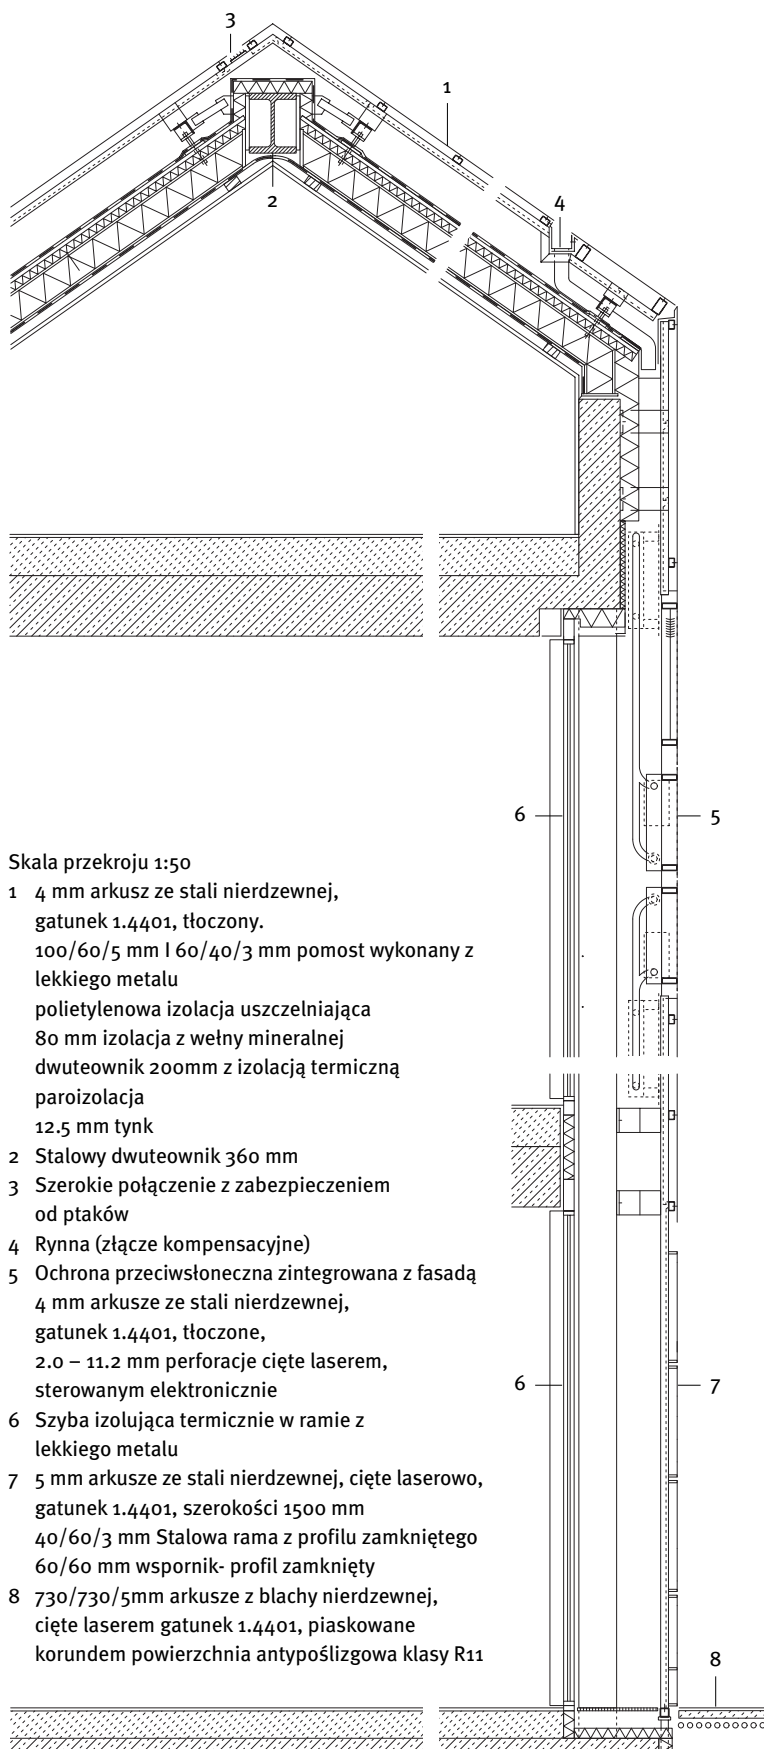 3
1
4
2
6
5
Skala przekroju 1:50
1 4 mm arkusz ze stali nierdzewnej,
gatunek 1.4401, tłoczony.
100/60/5 mm I 60/40/3 mm pomost wykonany z
lekkiego metalu
polietylenowa izolacja uszczelniająca
80 mm izolacja z wełny mineralnej
dwuteownik 200mm z izolacją termiczną
paroizolacja
12.5 mm tynk
2 Stalowy dwuteownik 360 mm
3 Szerokie połączenie z zabezpieczeniem
od ptaków
4 Rynna (złącze kompensacyjne)
5 Ochrona przeciwsłoneczna zintegrowana z fasadą
4 mm arkusze ze stali nierdzewnej,
gatunek 1.4401, tłoczone,
2.0 – 11.2 mm perforacje cięte laserem,
sterowanym elektronicznie
6 Szyba izolująca termicznie w ramie z
lekkiego metalu
7 5 mm arkusze ze stali nierdzewnej, cięte laserowo,
gatunek 1.4401, szerokości 1500 mm
40/60/3 mm Stalowa rama z profilu zamkniętego
60/60 mm wspornik- profil zamknięty
8 730/730/5mm arkusze z blachy nierdzewnej,
cięte laserem gatunek 1.4401, piaskowane
korundem powierzchnia antypoślizgowa klasy R11
6
7
8